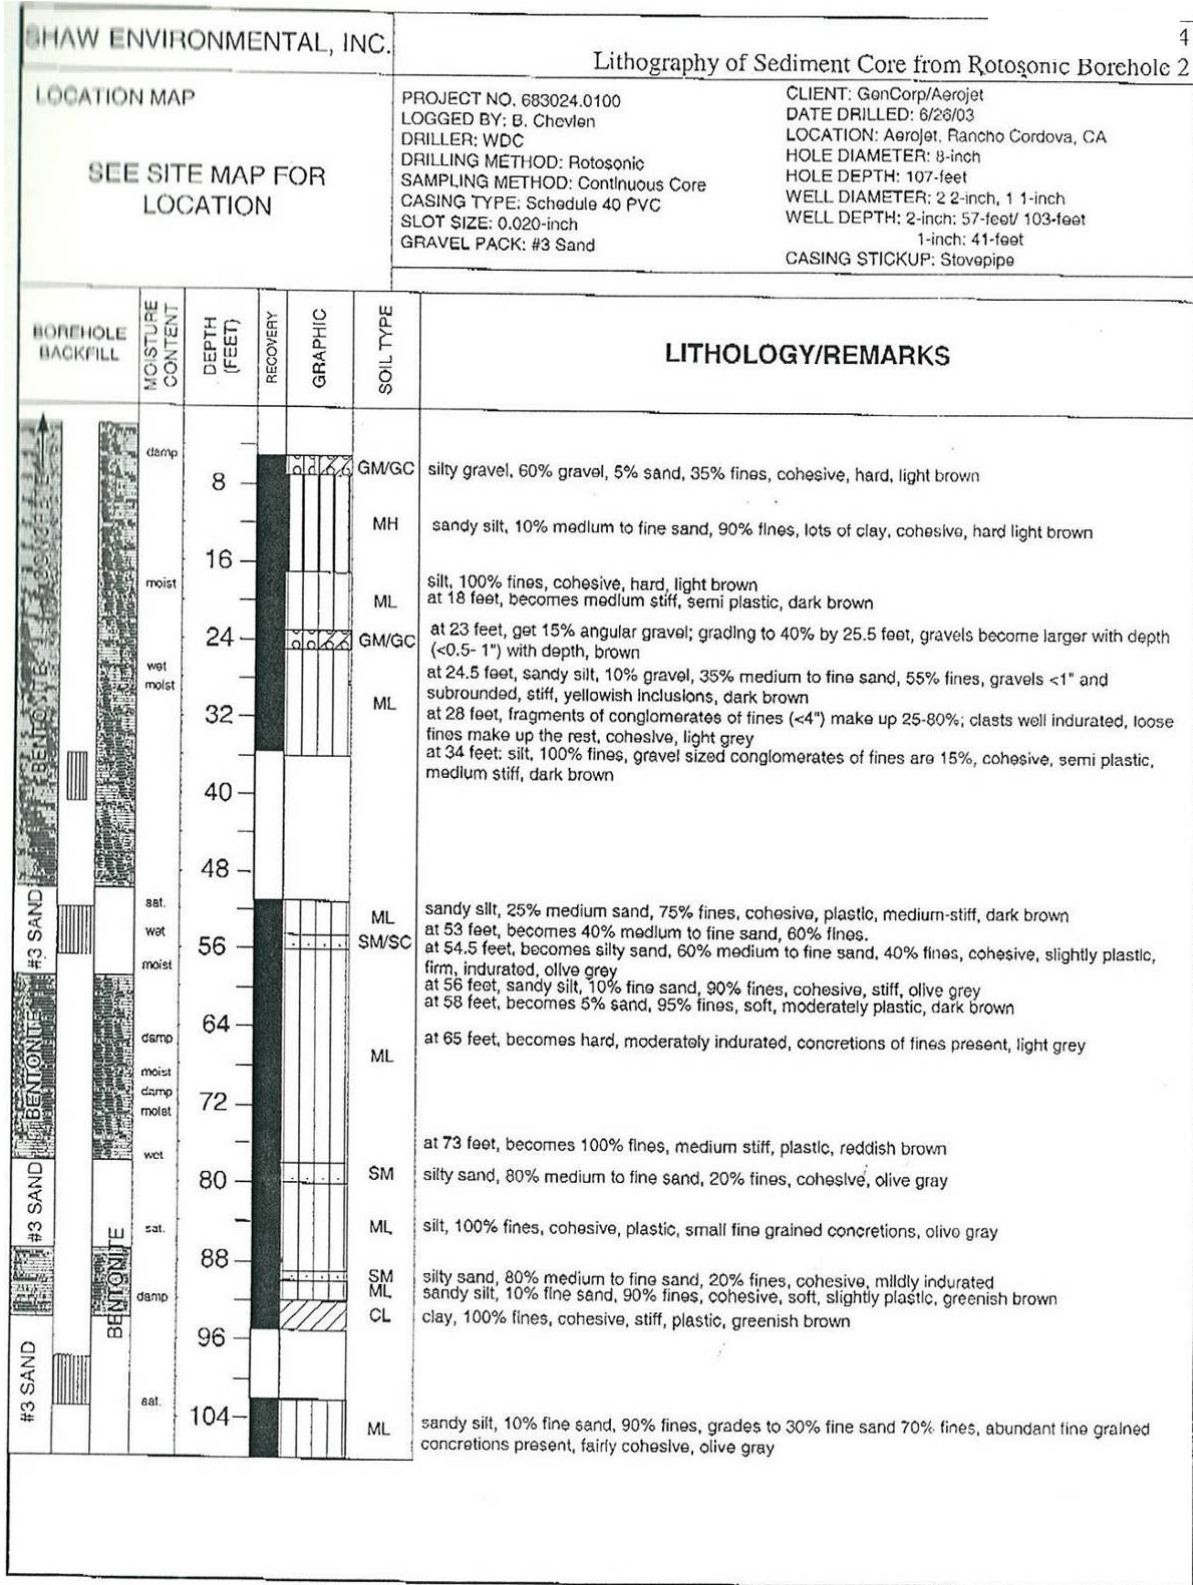 SHAW ENVIRONMENTAL, INC.
4
Lithography of Sediment Core from Rotosonic Borehole 2
LOCATION MAP
SEE SITE MAP FOR
LOCATION
PROJECT NO. 683024.0100
LOGGED BY: B. Chevlen
DRILLER: WDC
DRILLING METHOD: Rotosonic
SAMPLING METHOD: Continuous Core
CASING TYPE: Schedule 40 PVC
SLOT SIZE: 0.020-inch
GRAVEL PACK: #3 Sand
CLIENT: GenCorp/Aerojet
DATE DRILLED: 6/26/03
LOCATION: Aerojet, Rancho Cordova, CA
HOLE DIAMETER: 8-inch
HOLE DEPTH: 107-feet
WELL DIAMETER: 2 2-inch, 1 1-inch
WELL DEPTH: 2-inch: 57-feet/ 103-feet
1-inch: 41-feet
CASING STICKUP: Stovepipe
BOREHOLE
BACKFILL
MOISTURE
CONTENT
DEPTH
(FEET)
RECOVERY
GRAPHIC
SOIL TYPE
LITHOLOGY/REMARKS
damp
8
GM/GC
silty gravel, 60% gravel, 5% sand, 35% fines, cohesive, hard, light brown
MH
sandy silt, 10% medium to fine sand, 90% fines, lots of clay, cohesive, hard light brown
16
moist
ML
silt, 100% fines, cohesive, hard, light brown
at 18 feet, becomes medium stiff, semi plastic, dark brown
24
GM/GC
at 23 feet, get 15% angular gravel; grading to 40% by 25.5 feet, gravels become larger with depth
(<0.5- 1") with depth, brown
wet
moist
at 24.5 feet, sandy silt, 10% gravel, 35% medium to fine sand, 55% fines, gravels <1" and
subrounded, stiff, yellowish inclusions, dark brown
ML
32
at 28 feet, fragments of conglomerates of fines (<4") make up 25-80%; clasts well indurated, loose
fines make up the rest, cohesive, light grey
at 34 feet: silt, 100% fines, gravel sized conglomerates of fines are 15%, cohesive, semi plastic,
medium stiff, dark brown
BENTONITE
40
48
#3 SAND
sat.
ML
sandy silt, 25% medium sand, 75% fines, cohesive, plastic, medium-stiff, dark brown
wet
at 53 feet, becomes 40% medium to fine sand, 60% fines.
56
SM/SC
at 54.5 feet, becomes silty sand, 60% medium to fine sand, 40% fines, cohesive, slightly plastic,
firm, indurated, olive grey
moist
at 56 feet, sandy silt, 10% fine sand, 90% fines, cohesive, stiff, olive grey
at 58 feet, becomes 5% sand, 95% fines, soft, moderately plastic, dark brown
64
BENTONITE
damp
at 65 feet, becomes hard, moderately indurated, concretions of fines present, light grey
ML
moist
damp
72
moist
at 73 feet, becomes 100% fines, medium stiff, plastic, reddish brown
wet
#3 SAND
80
SM
silty sand, 80% medium to fine sand, 20% fines, cohesive, olive gray
sat.
ML
silt, 100% fines, cohesive, plastic, small fine grained concretions, olive gray
88
BENTONITE
SM
silty sand, 80% medium to fine sand, 20% fines, cohesive, mildly indurated
ML
sandy silt, 10% fine sand, 90% fines, cohesive, soft, slightly plastic, greenish brown
damp
CL
clay, 100% fines, cohesive, stiff, plastic, greenish brown
96
#3 SAND
sat.
104
ML
sandy silt, 10% fine sand, 90% fines, grades to 30% fine sand 70% fines, abundant fine grained
concretions present, fairly cohesive, olive gray